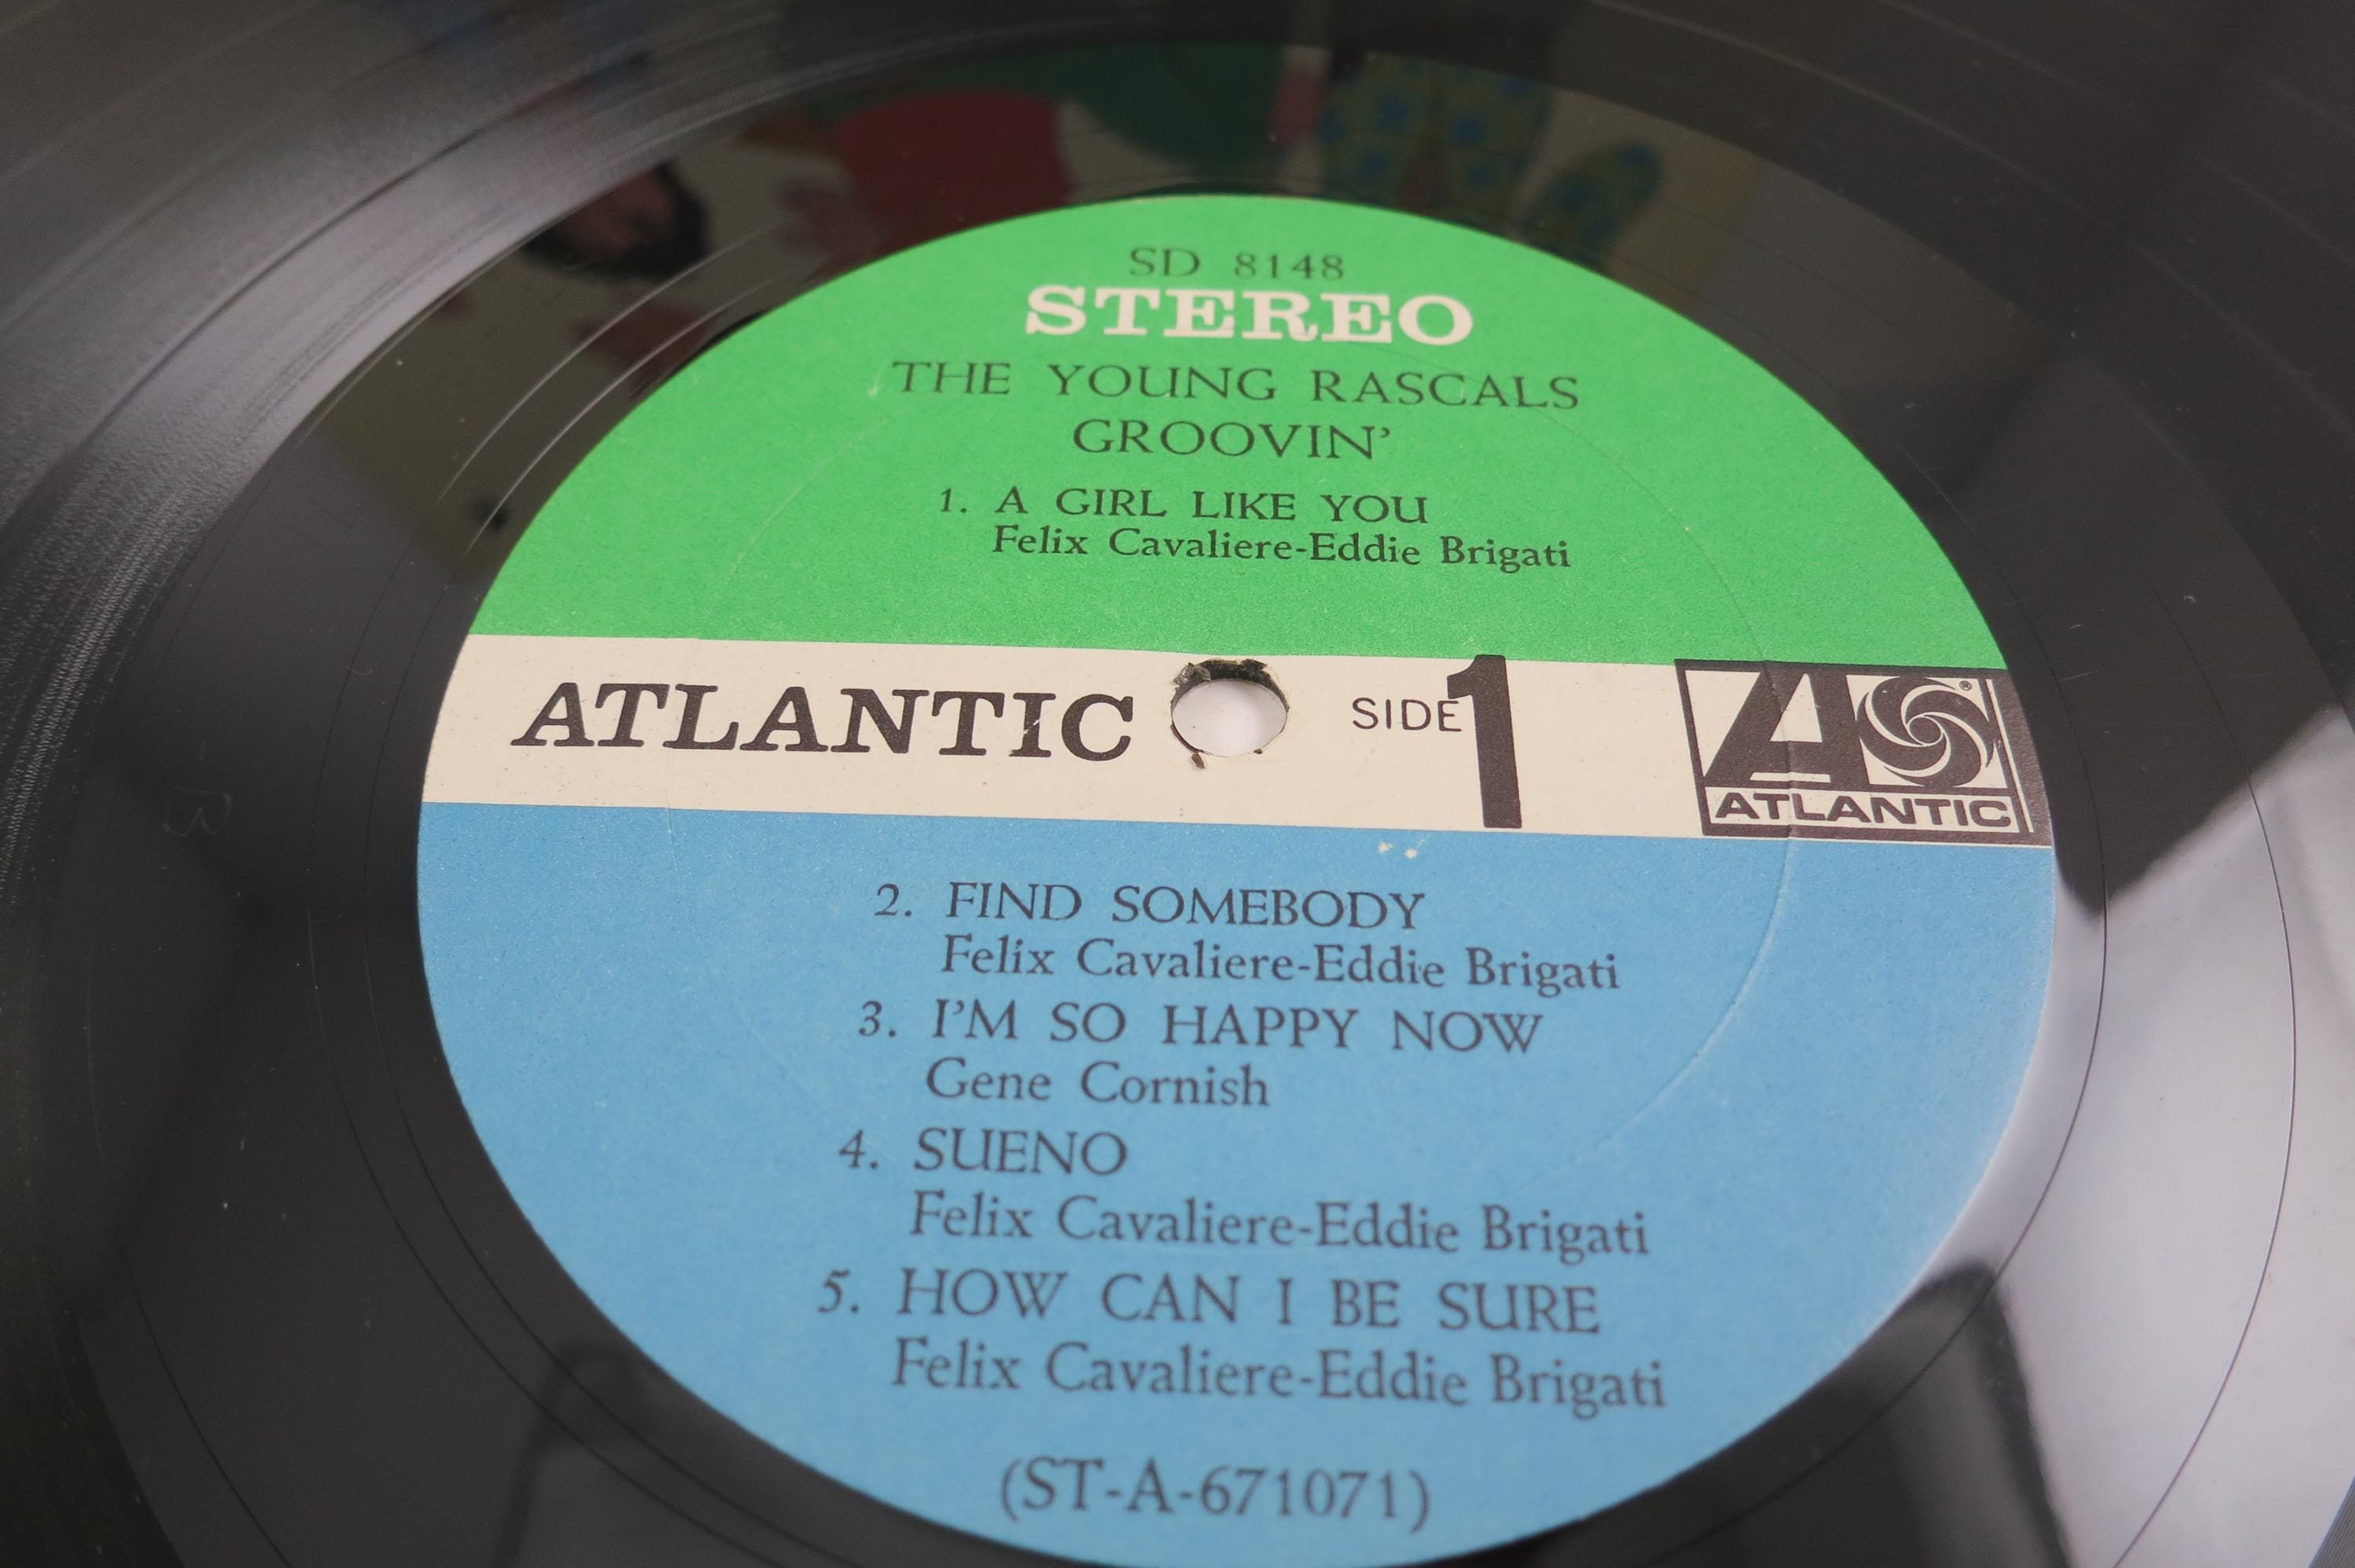 SD 8148
STEREO
THE YOUNG RASCALS
GROOVIN'
1. A GIRL LIKE YOU
Felix Cavaliere-Eddie Brigati
ATLANTIC
SIDE 1
A ®
ATLANTIC
2. FIND SOMEBODY
Felix Cavaliere-Eddie Brigati
3. I'M SO HAPPY NOW
Gene Cornish
4. SUENO
Felix Cavaliere-Eddie Brigati
5. HOW CAN I BE SURE
Felix Cavaliere-Eddie Brigati
(ST-A-671071)
B